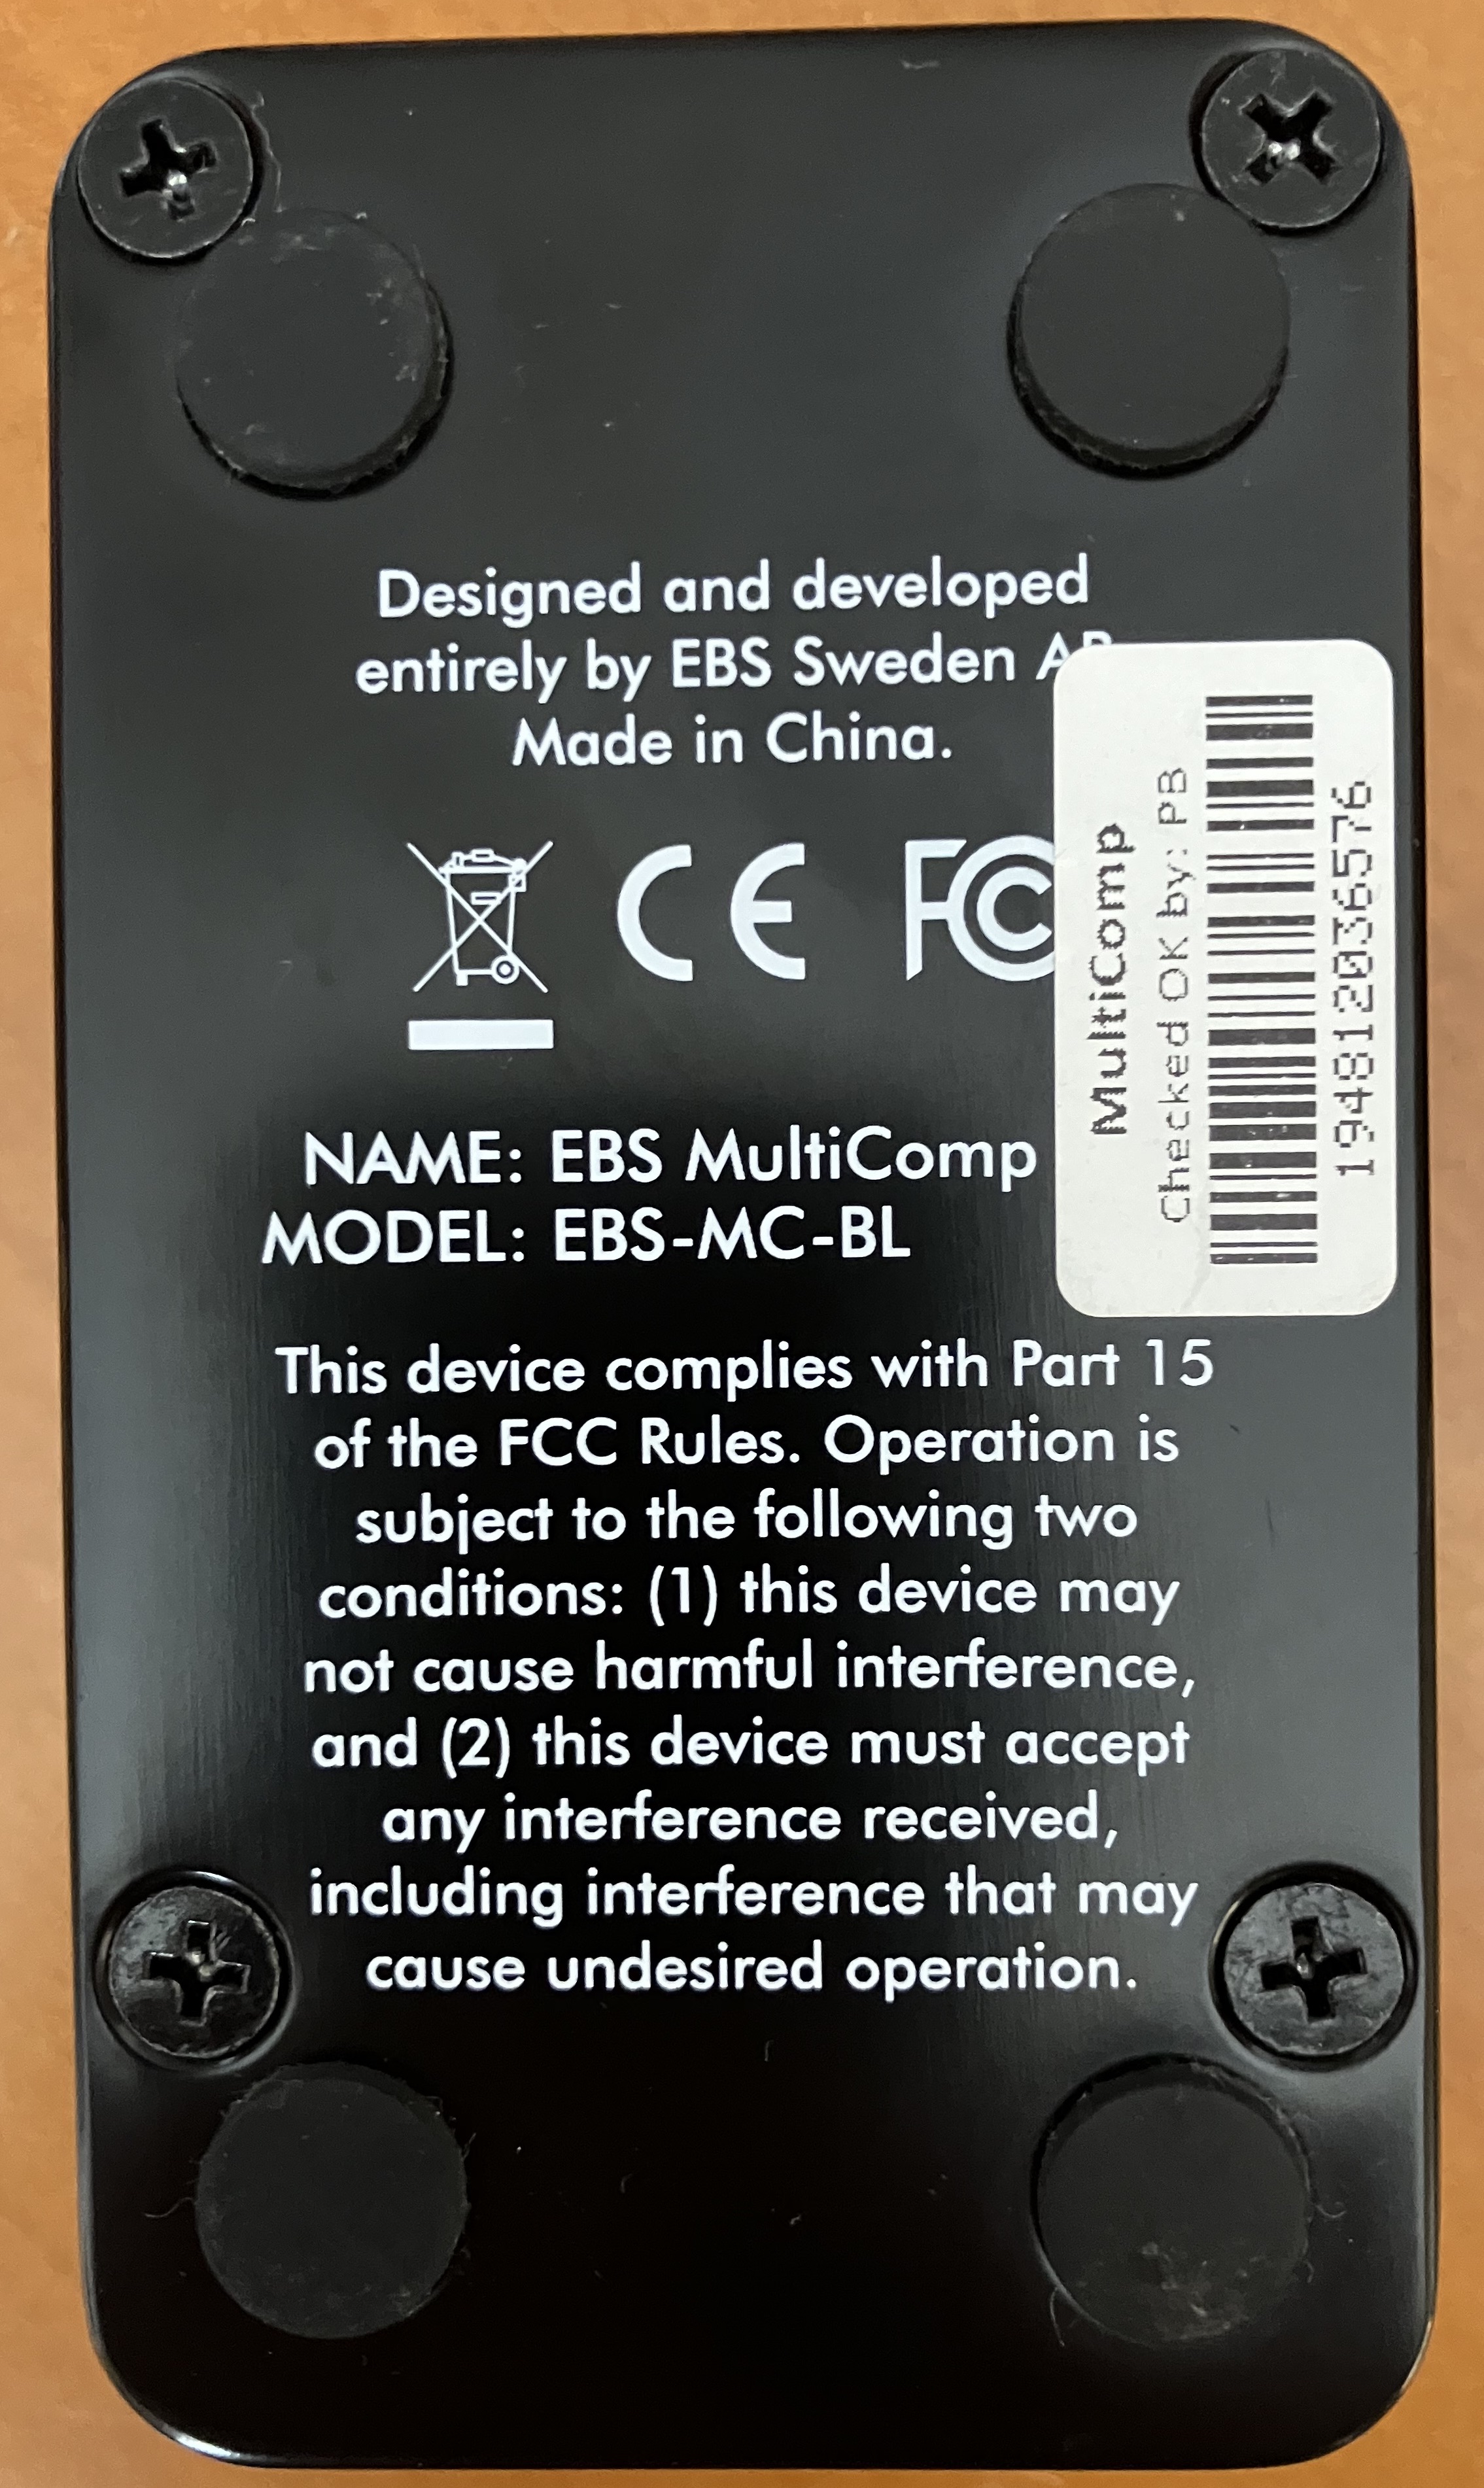 Designed and developed
entirely by EBS Sweden AB
Made in China.
CE FC
NAME: EBS MultiComp
MODEL: EBS-MC-BL
This device complies with Part 15
of the FCC Rules. Operation is
subject to the following two
conditions: (1) this device may
not cause harmful interference,
and (2) this device must accept
any interference received,
including interference that may
cause undesired operation.
MultiComp
Checked OK by: PB
194812036576